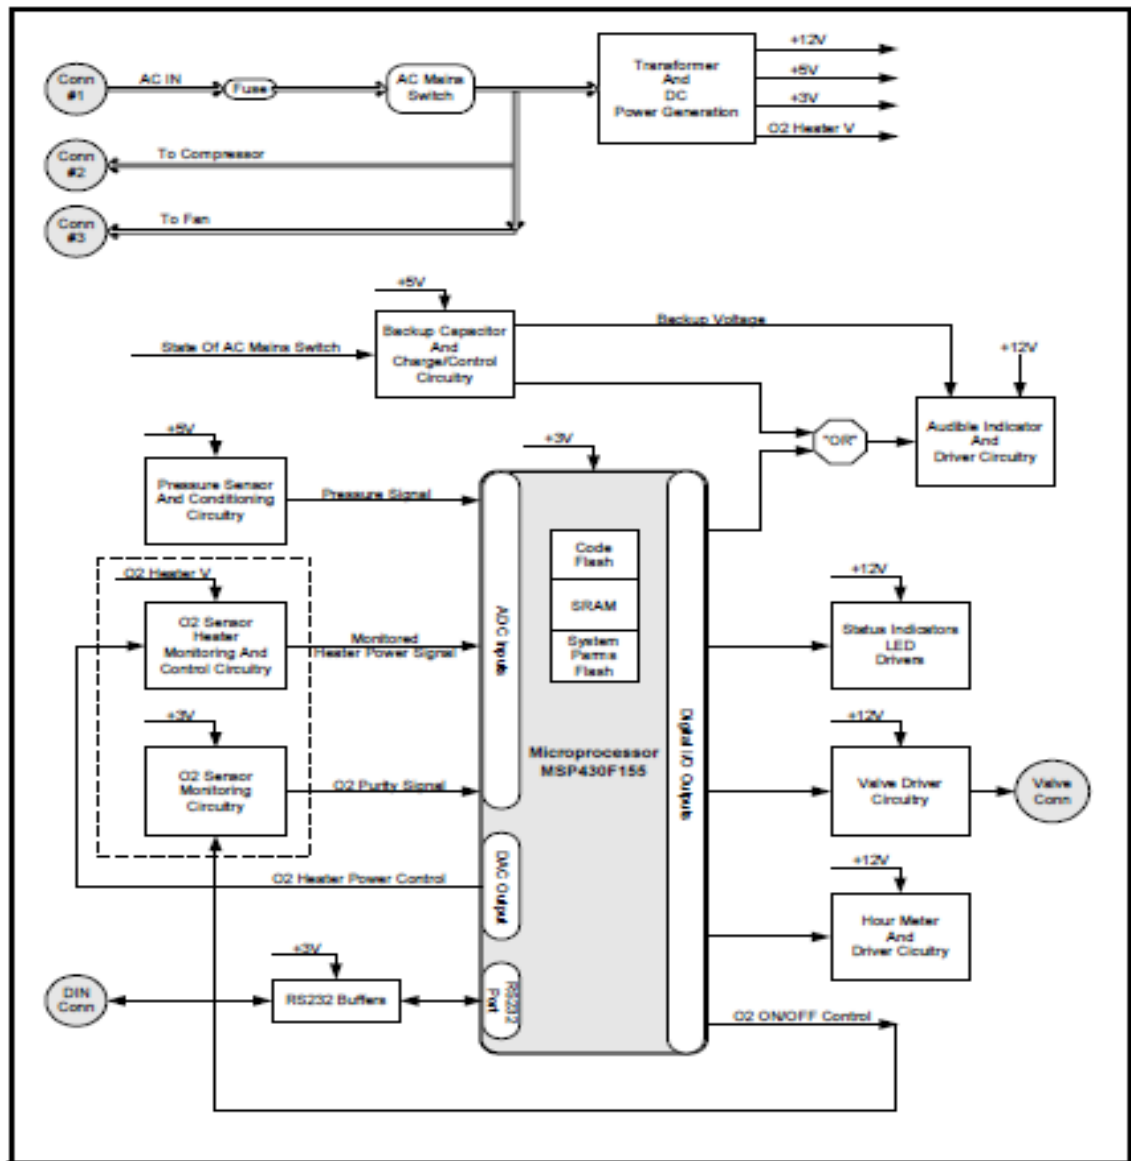 +12V
Conn
#1
AC IN
Fuse
AC Mains
Switch
Transformer
And
DC
Power Generation
+5V
+3V
O2 Heater V
Conn
#2
To Compressor
Conn
#3
To Fan
+5V
State Of AC Mains Switch
Backup Capacitor
And
Charge/Control
Circuitry
Backup Voltage
+12V
"OR"
Audible Indicator
And
Driver Circuitry
+5V
Pressure Sensor
And Conditioning
Circuitry
Pressure Signal
+3V
Code
Flash
SRAM
System
Parms
Flash
ADC Inputs
Digital I/O Outputs
Microprocessor
MSP430F155
O2 Heater V
O2 Sensor
Heater
Monitoring And
Control Circuitry
Monitored
Heater Power Signal
+12V
Status Indicators
LED
Drivers
+3V
O2 Sensor
Monitoring
Circuitry
O2 Purity Signal
+12V
Valve Driver
Circuitry
Valve
Conn
O2 Heater Power Control
DAC Output
+12V
Hour Meter
And
Driver Cicuitry
+3V
DIN
Conn
RS232 Buffers
RS232
Port
O2 ON/OFF Control